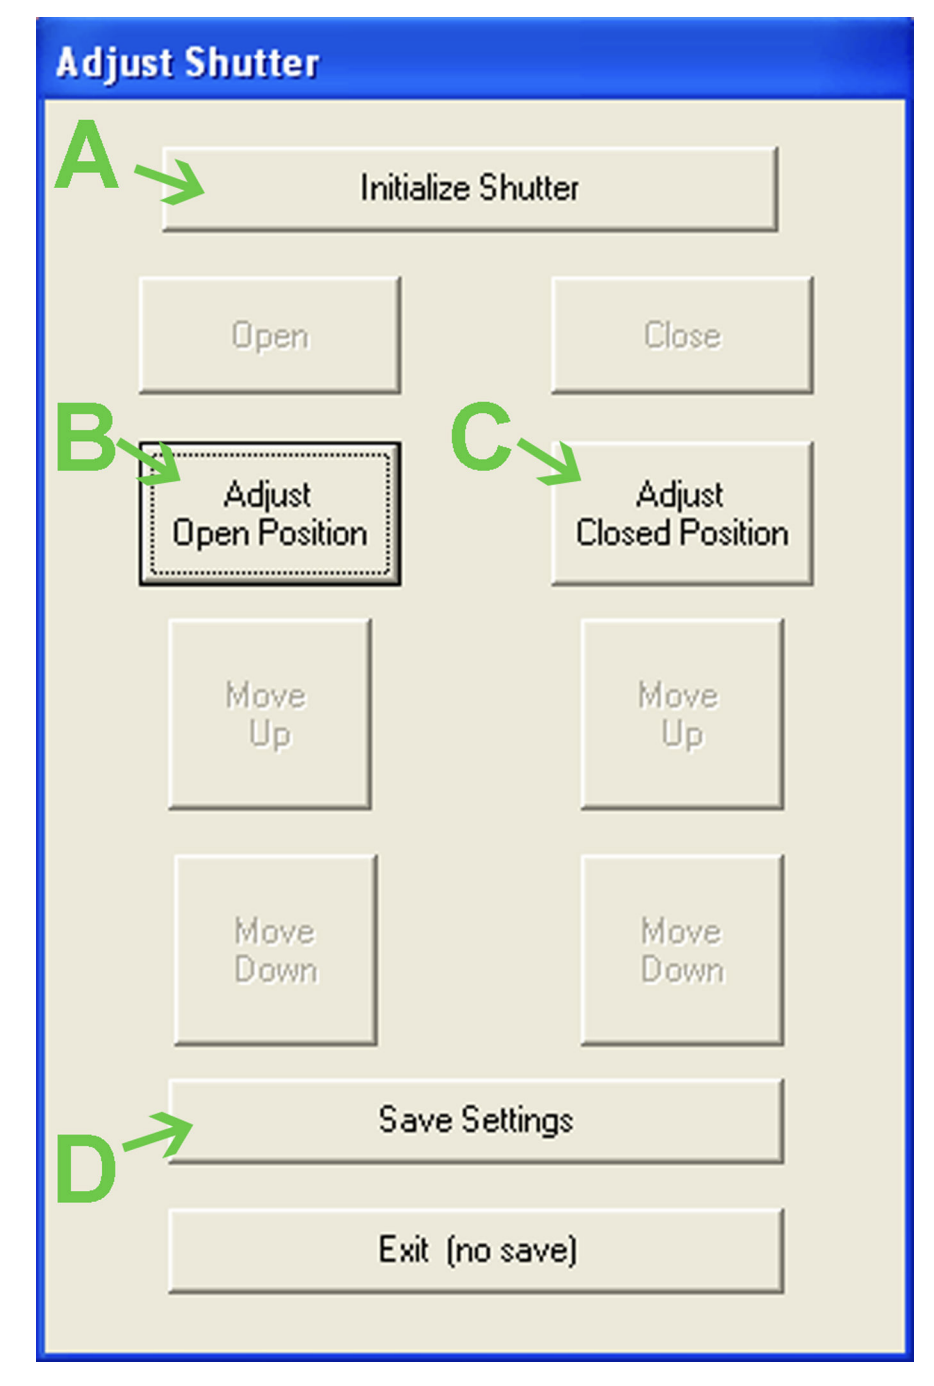 Adjust Shutter
A
Initialize Shutter
Open
Close
B
Adjust
Open Position
C
Adjust
Closed Position
Move
Up
Move
Up
Move
Down
Move
Down
D
Save Settings
Exit (no save)